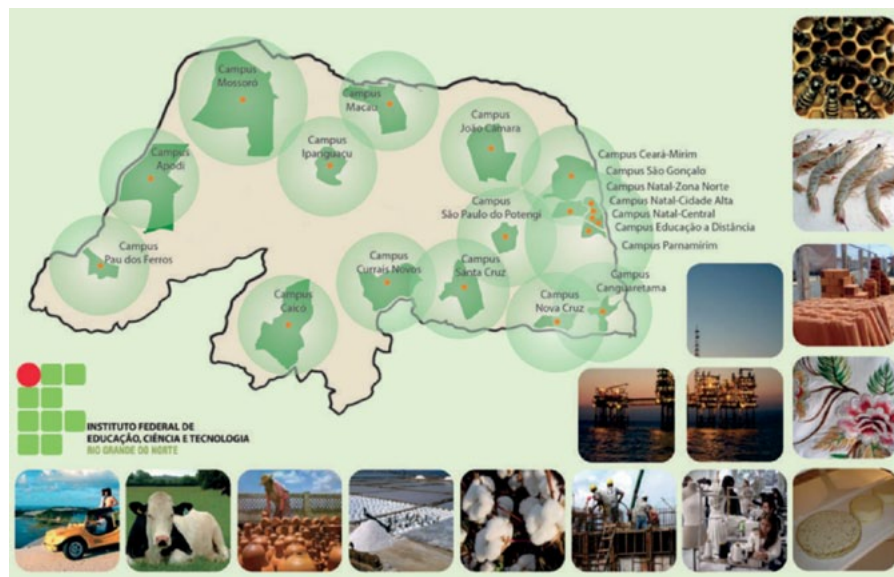 Campus
Mossoró
Campus
Macau
Campus
João Câmara
Campus
Ipanguaçu
Campus
Apodi
Campus Ceará-Mirim
Campus São Gonçalo
Campus Natal-Zona Norte
Campus Natal-Cidade Alta
Campus Natal-Central
Campus Educação a Distância
Campus Parnamirim
Campus
São Paulo do Potengi
Campus
Pau dos Ferros
Campus
Currais Novos
Campus
Santa Cruz
Campus
Canguaretama
Campus
Caicó
Campus
Nova Cruz
INSTITUTO FEDERAL DE
EDUCAÇÃO, CIÊNCIA E TECNOLOGIA
RIO GRANDE DO NORTE